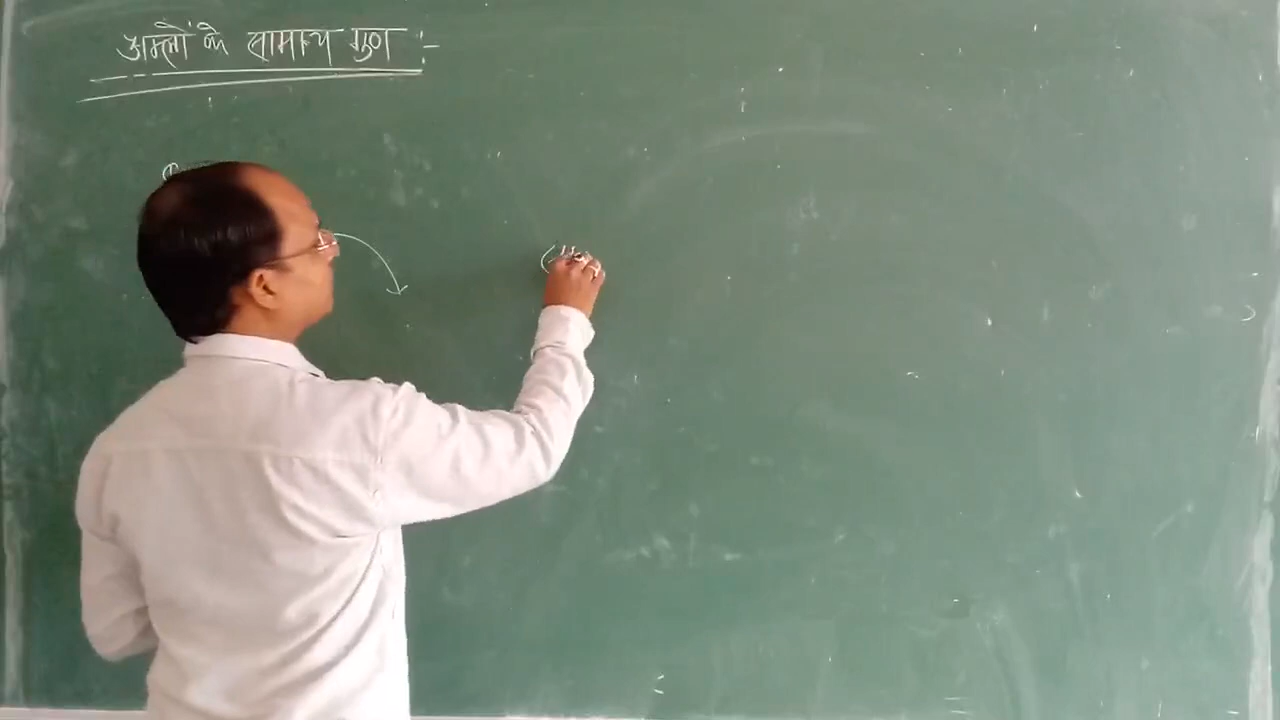 अम्लों के सामान्य गुण :-